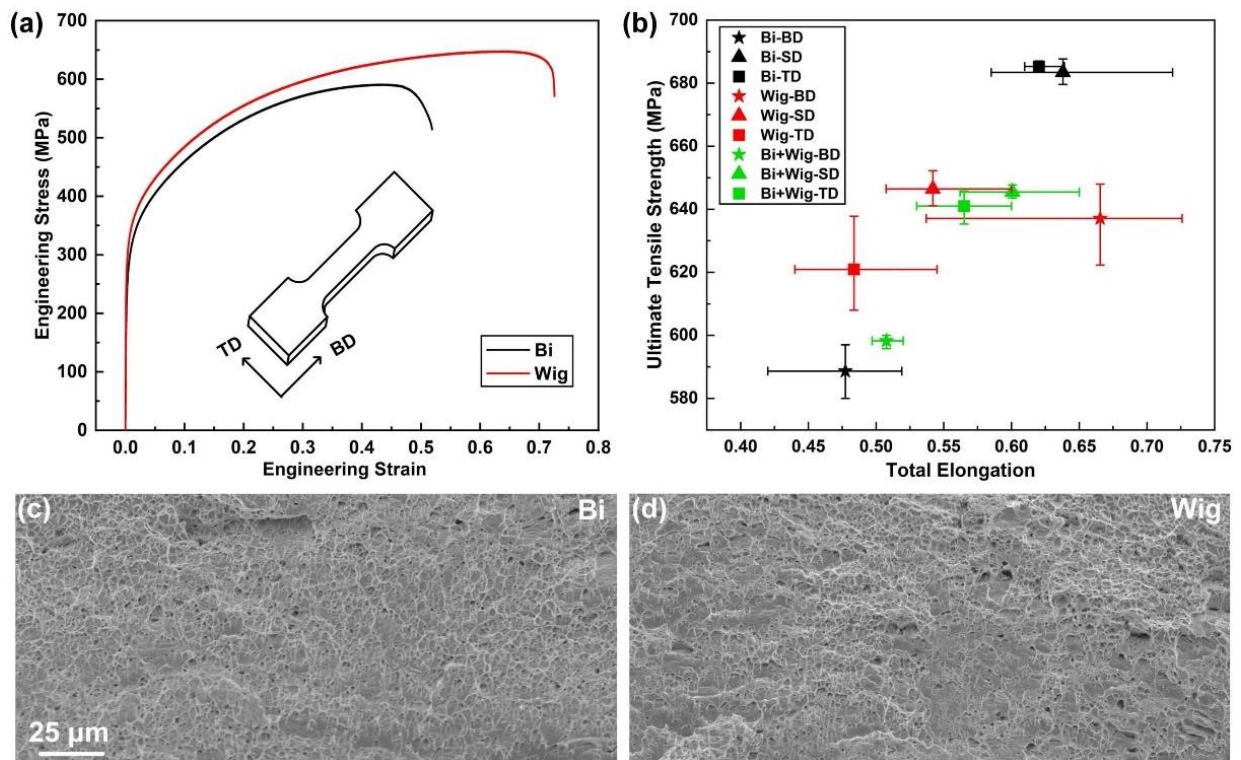 (a)
700
600
500
400
300
200
100
0
Engineering Stress (MPa)
0.0 0.1 0.2 0.3 0.4 0.5 0.6 0.7 0.8
Engineering Strain
TD
BD
Bi
Wig
(b)
700
680
660
640
620
600
580
Ultimate Tensile Strength (MPa)
0.40 0.45 0.50 0.55 0.60 0.65 0.70 0.75
Total Elongation
Bi-BD
Bi-SD
Bi-TD
Wig-BD
Wig-SD
Wig-TD
Bi+Wig-BD
Bi+Wig-SD
Bi+Wig-TD
(c) Bi
25 μm
(d) Wig